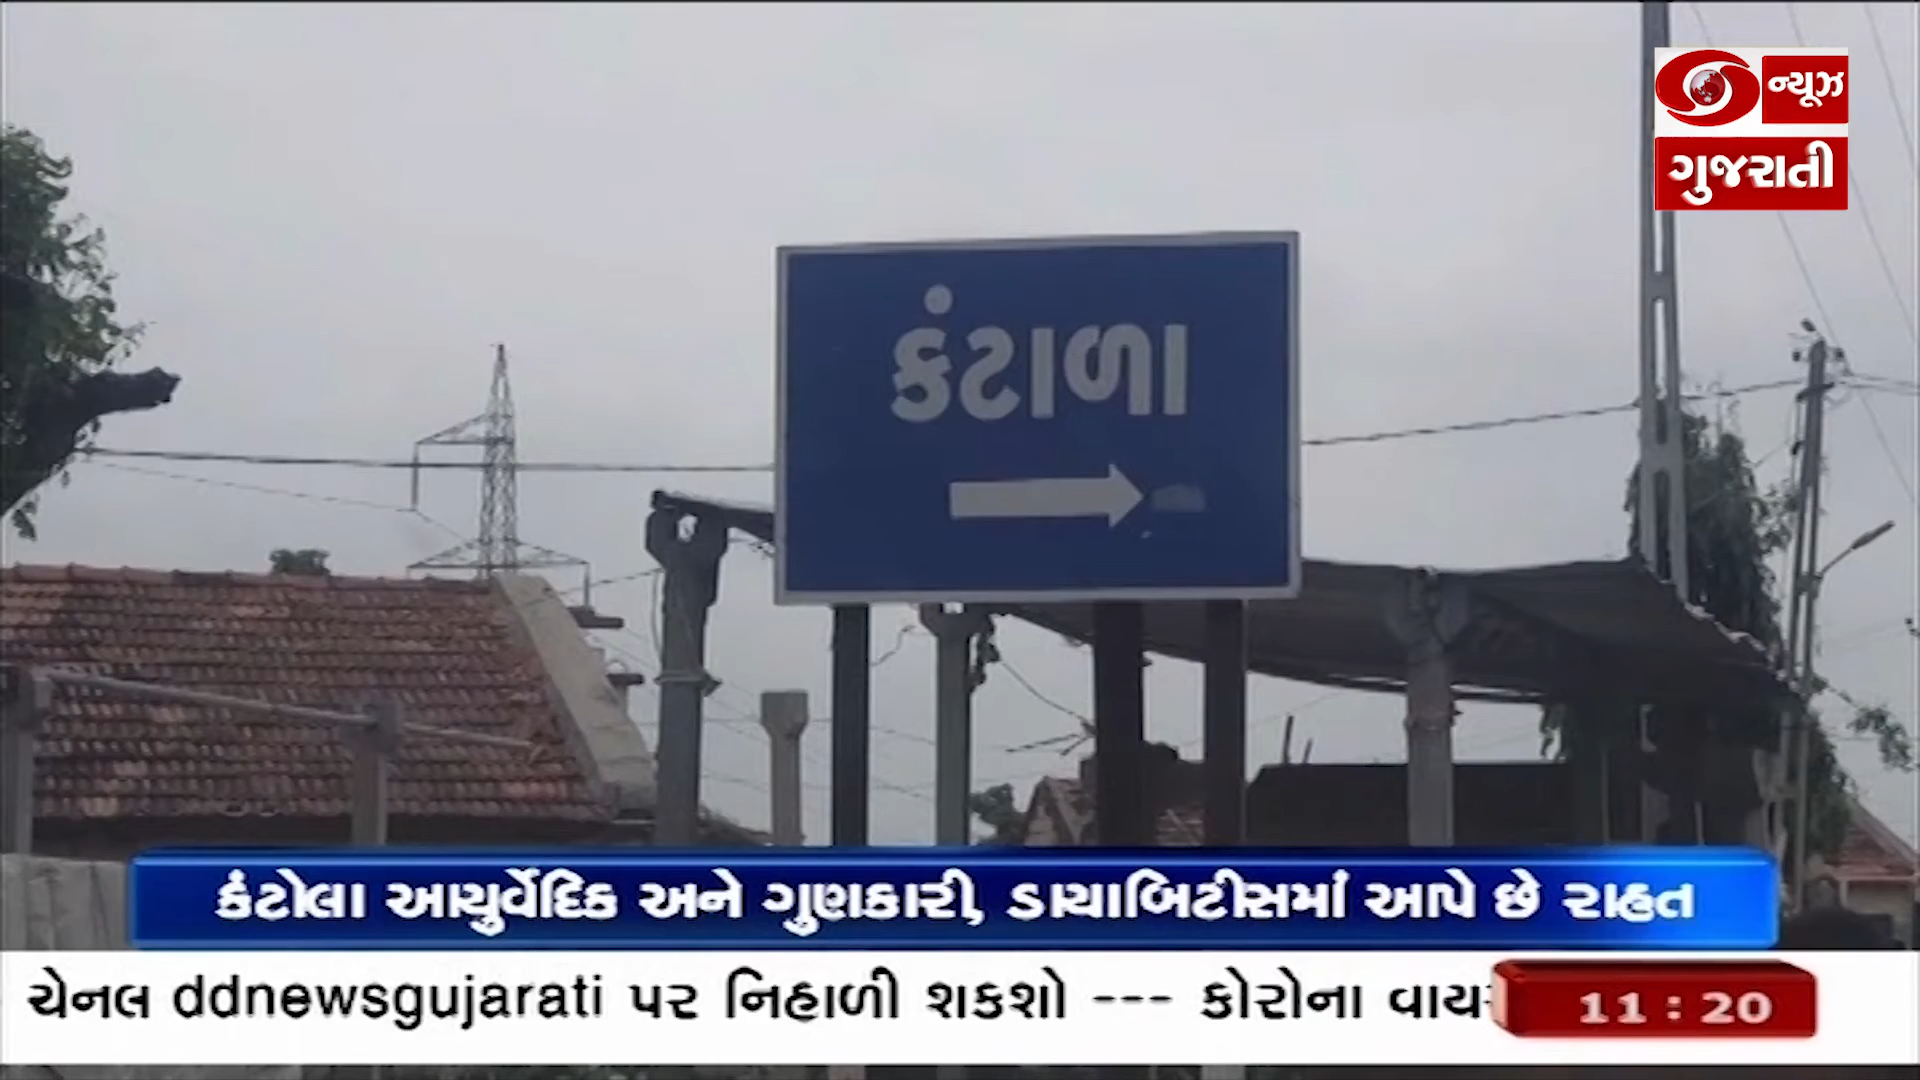 ન્યૂઝ
ગુજરાતી
કંટાળા
કંટોલા આયુર્વેદિક અને ગુણકારી, ડાયાબિટીસમાં આપે છે રાહત
ચેનલ ddnewsgujarati પર નિહાળી શકશો --- કોરોના
11 : 20